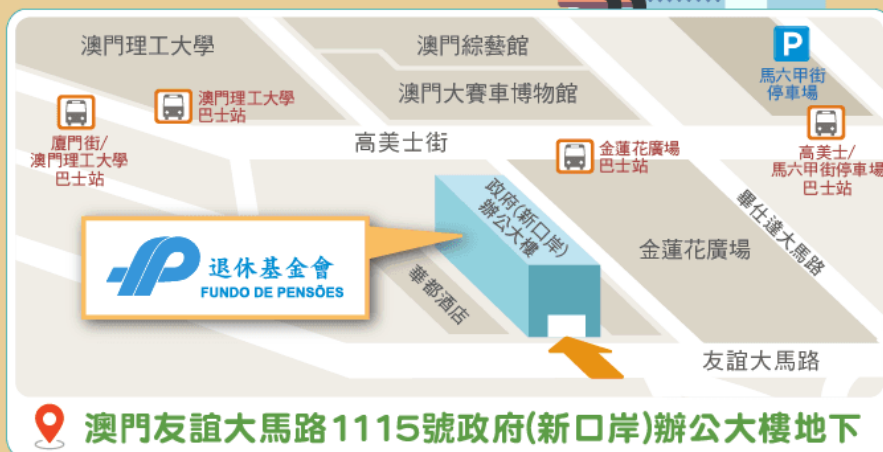 澳門理工大學
澳門綜藝館
P
馬六甲街
停車場
澳門理工大學
巴士站
澳門大賽車博物館
廈門街/
澳門理工大學
巴士站
高美士街
金蓮花廣場
巴士站
高美士/
馬六甲街停車場
巴士站
政府(新口岸)
辦公大樓
畢仕達大馬路
金蓮花廣場
退休基金會
FUNDO DE PENSÕES
華都酒店
友誼大馬路
澳門友誼大馬路1115號政府(新口岸)辦公大樓地下